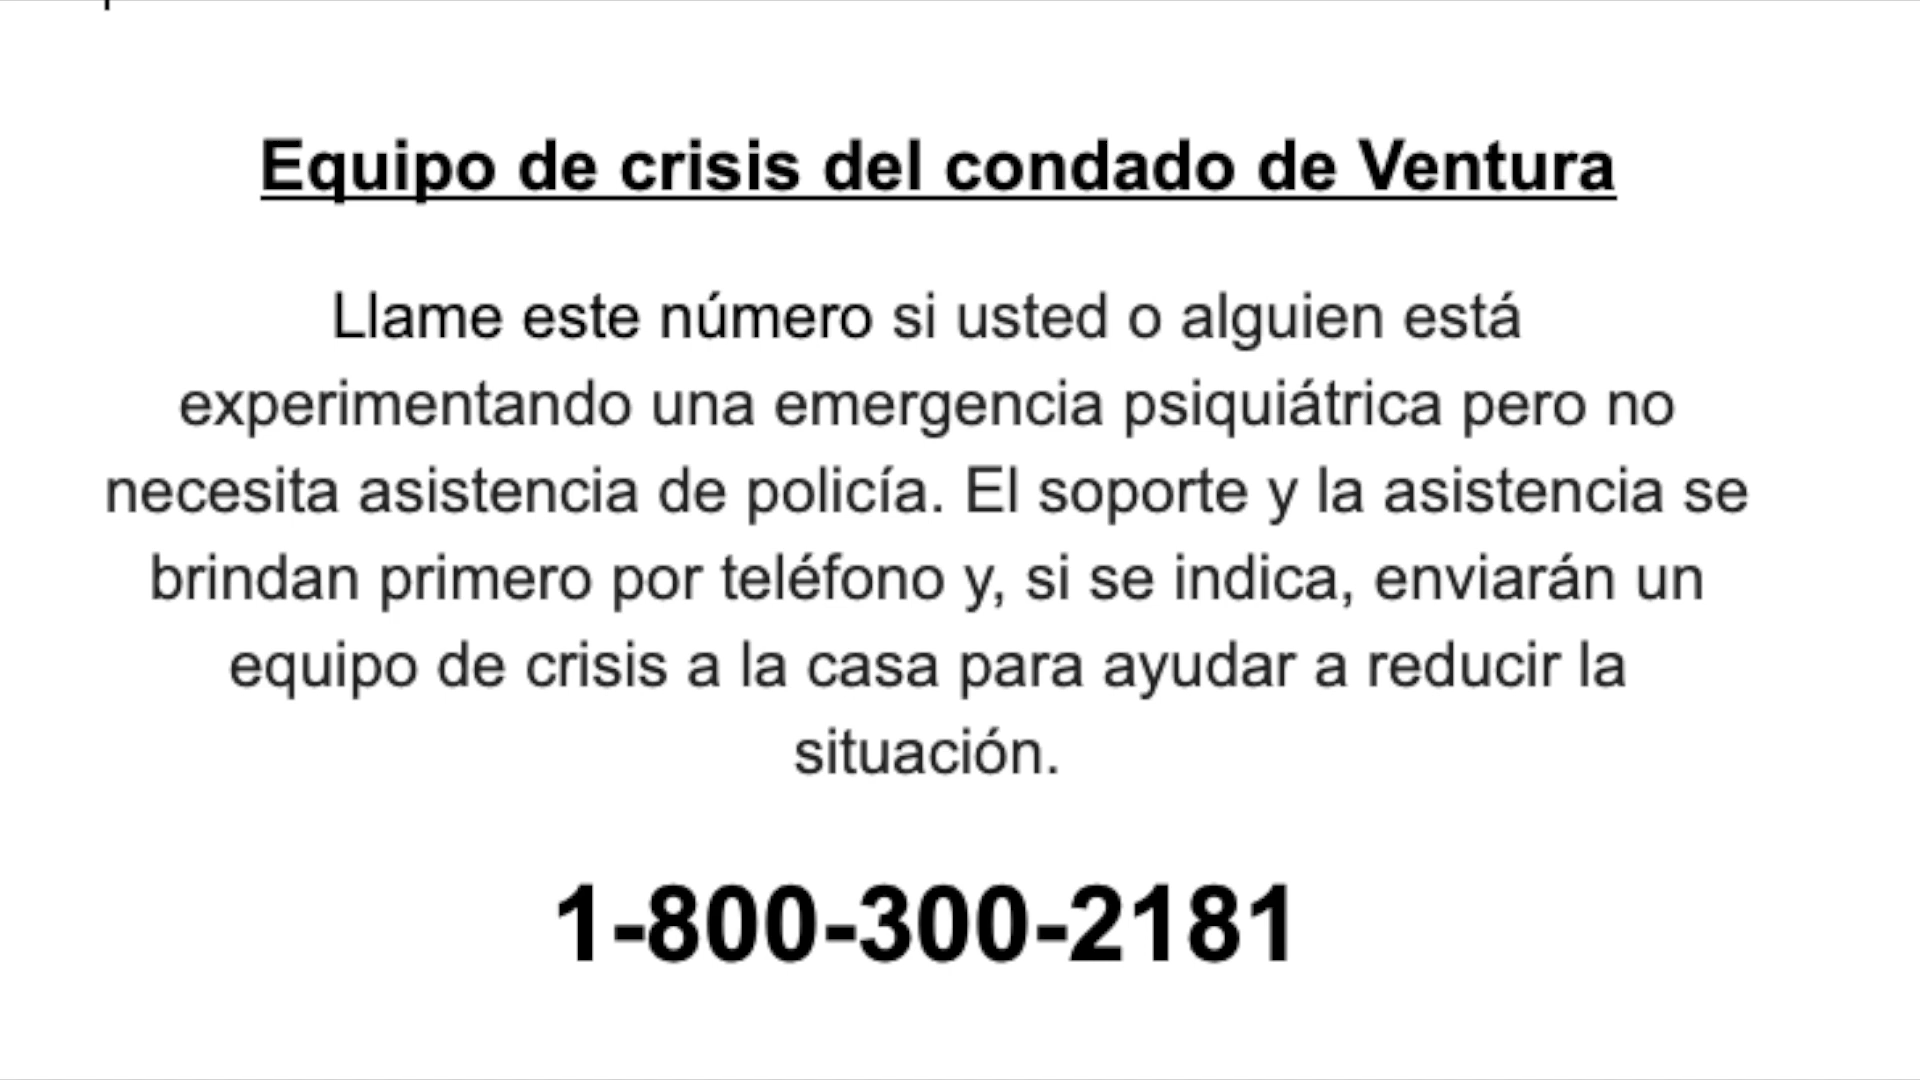 Equipo de crisis del condado de Ventura
Llame este número si usted o alguien está
experimentando una emergencia psiquiátrica pero no
necesita asistencia de policía. El soporte y la asistencia se
brindan primero por teléfono y, si se indica, enviarán un
equipo de crisis a la casa para ayudar a reducir la
situación.
1-800-300-2181